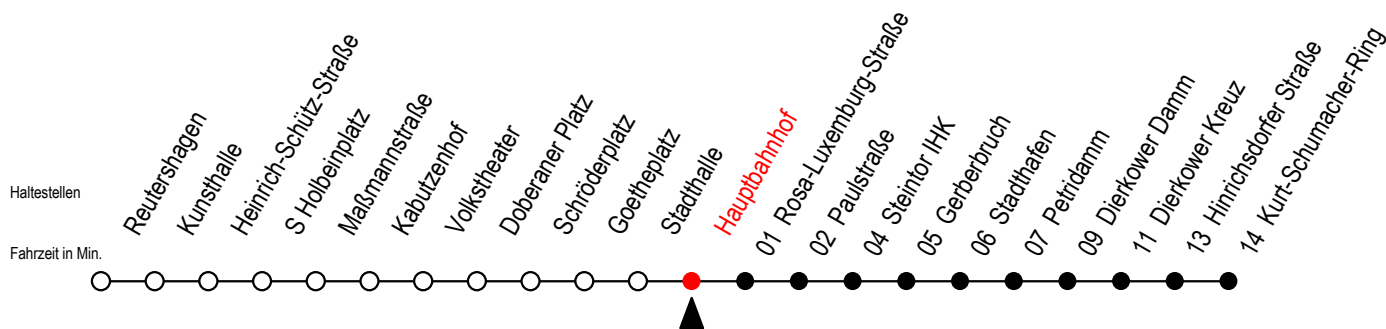 Haltestellen
Fahrzeit in Min.
Reutershagen
Kunsthalle
Heinrich-Schütz-Straße
S Holbeinplatz
Maßmannstraße
Kabutzenhof
Volkstheater
Doberaner Platz
Schröderplatz
Goetheplatz
Stadthalle
Hauptbahnhof
01 Rosa-Luxemburg-Straße
02 Paulstraße
04 Steintor IHK
05 Gerberbruch
06 Stadthafen
07 Petridamm
09 Dierkower Damm
11 Dierkower Kreuz
13 Hinrichsdorfer Straße
14 Kurt-Schumacher-Ring